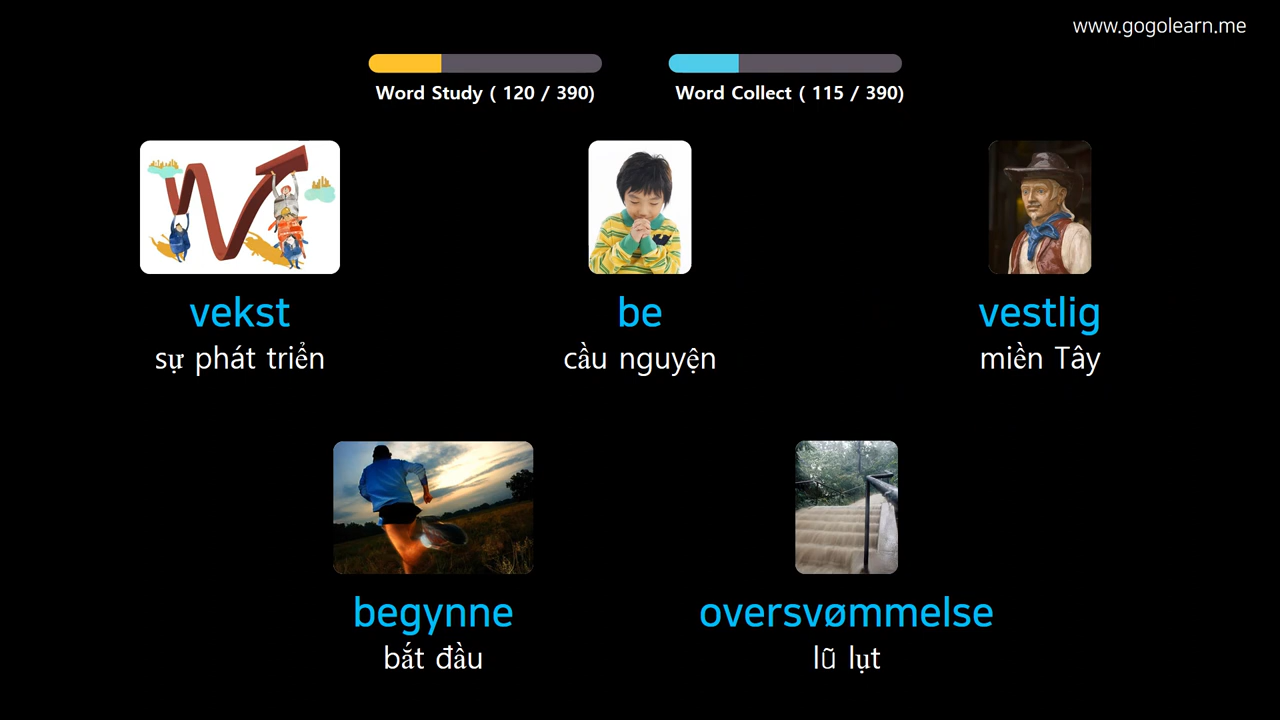 www.gogolearn.me
Word Study ( 120 / 390)
Word Collect ( 115 / 390)
vekst
sự phát triển
be
cầu nguyện
vestlig
miền Tây
begynne
bắt đầu
oversvømmelse
lũ lụt